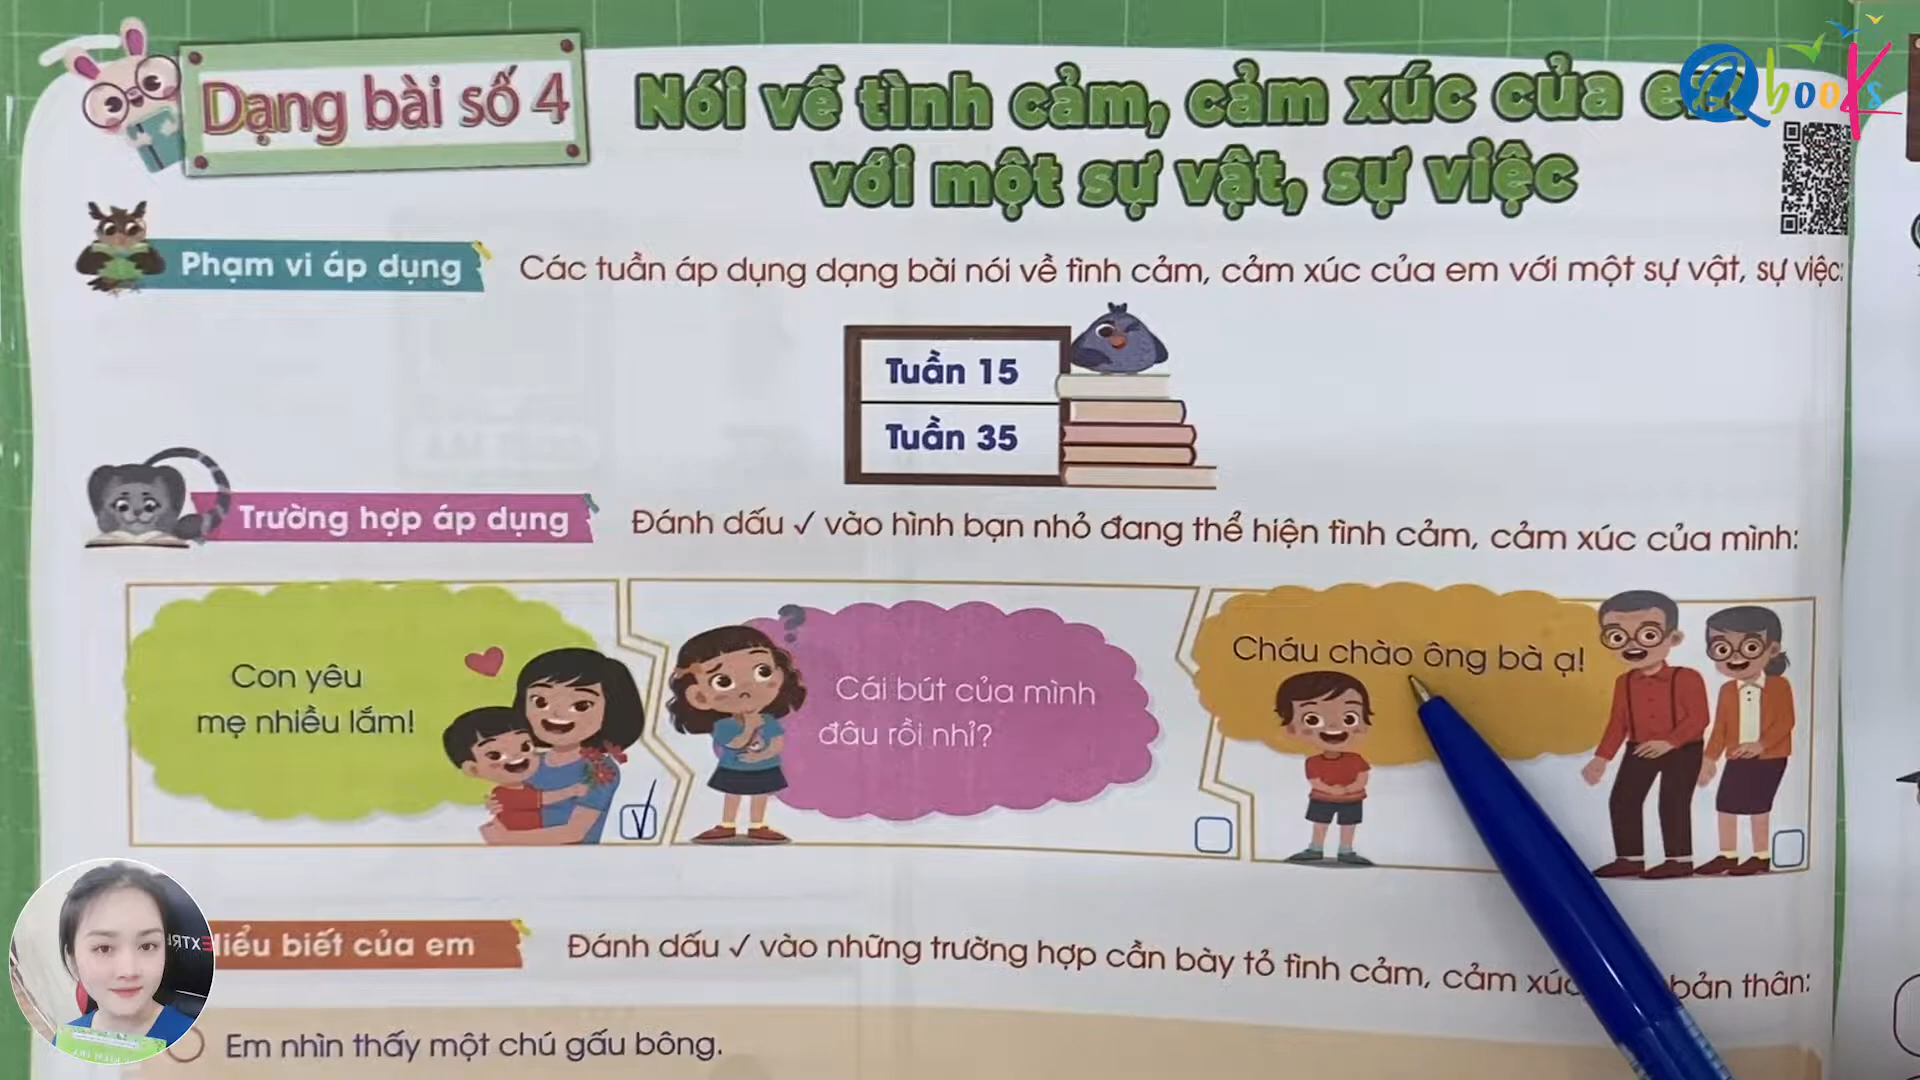 Dạng bài số 4
Nói về tình cảm, cảm xúc của em
với một sự vật, sự việc
@books
Phạm vi áp dụng
Các tuần áp dụng dạng bài nói về tình cảm, cảm xúc của em với một sự vật, sự việc:
Tuần 15
Tuần 35
Trường hợp áp dụng
Đánh dấu ✓ vào hình bạn nhỏ đang thể hiện tình cảm, cảm xúc của mình:
Con yêu
mẹ nhiều lắm!
Cái bút của mình
đâu rồi nhỉ?
Cháu chào ông bà ạ!
Hiểu biết của em
Đánh dấu ✓ vào những trường hợp cần bày tỏ tình cảm, cảm xúc bản thân:
Em nhìn thấy một chú gấu bông.